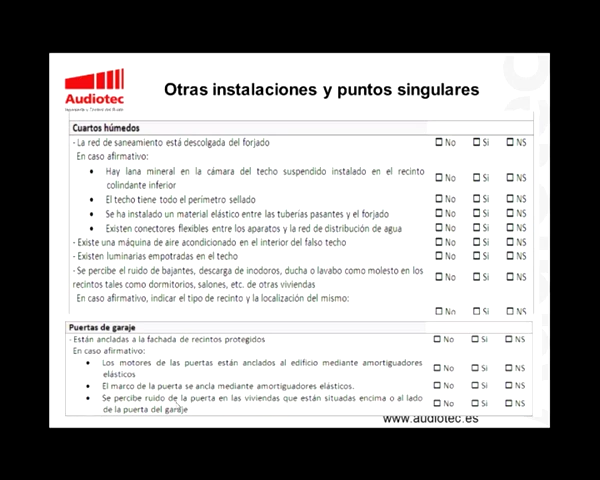 Audiotec
Otras instalaciones y puntos singulares
Cuartos húmedos
- La red de saneamiento está descolgada del forjado No Si NS
En caso afirmativo:
• Hay lana mineral en la cámara del techo suspendido instalado en el recinto
colindante inferior No Si NS
• El techo tiene todo el perimetro sellado No Si NS
• Se ha instalado un material elástico entre las tuberías pasantes y el forjado No Si NS
• Existen conectores flexibles entre los aparatos y la red de distribución de agua No Si NS
- Existe una máquina de aire acondicionado en el interior del falso techo No Si NS
- Existen luminarias empotradas en el techo No Si NS
- Se percibe el ruido de bajantes, descarga de inodoros, ducha o lavabo como molesto en los
recintos tales como dormitorios, salones, etc. de otras viviendas No Si NS
En caso afirmativo, indicar el tipo de recinto y la localización del mismo:
No Si NS
Puertas de garaje
- Están ancladas a la fachada de recintos protegidos No Si NS
En caso afirmativo:
• Los motores de las puertas están anclados al edificio mediante amortiguadores
elásticos No Si NS
• El marco de la puerta se ancla mediante amortiguadores elásticos. No Si NS
• Se percibe ruido de la puerta en las viviendas que están situadas encima o al lado
de la puerta del garaje No Si NS
www.audiotec.es